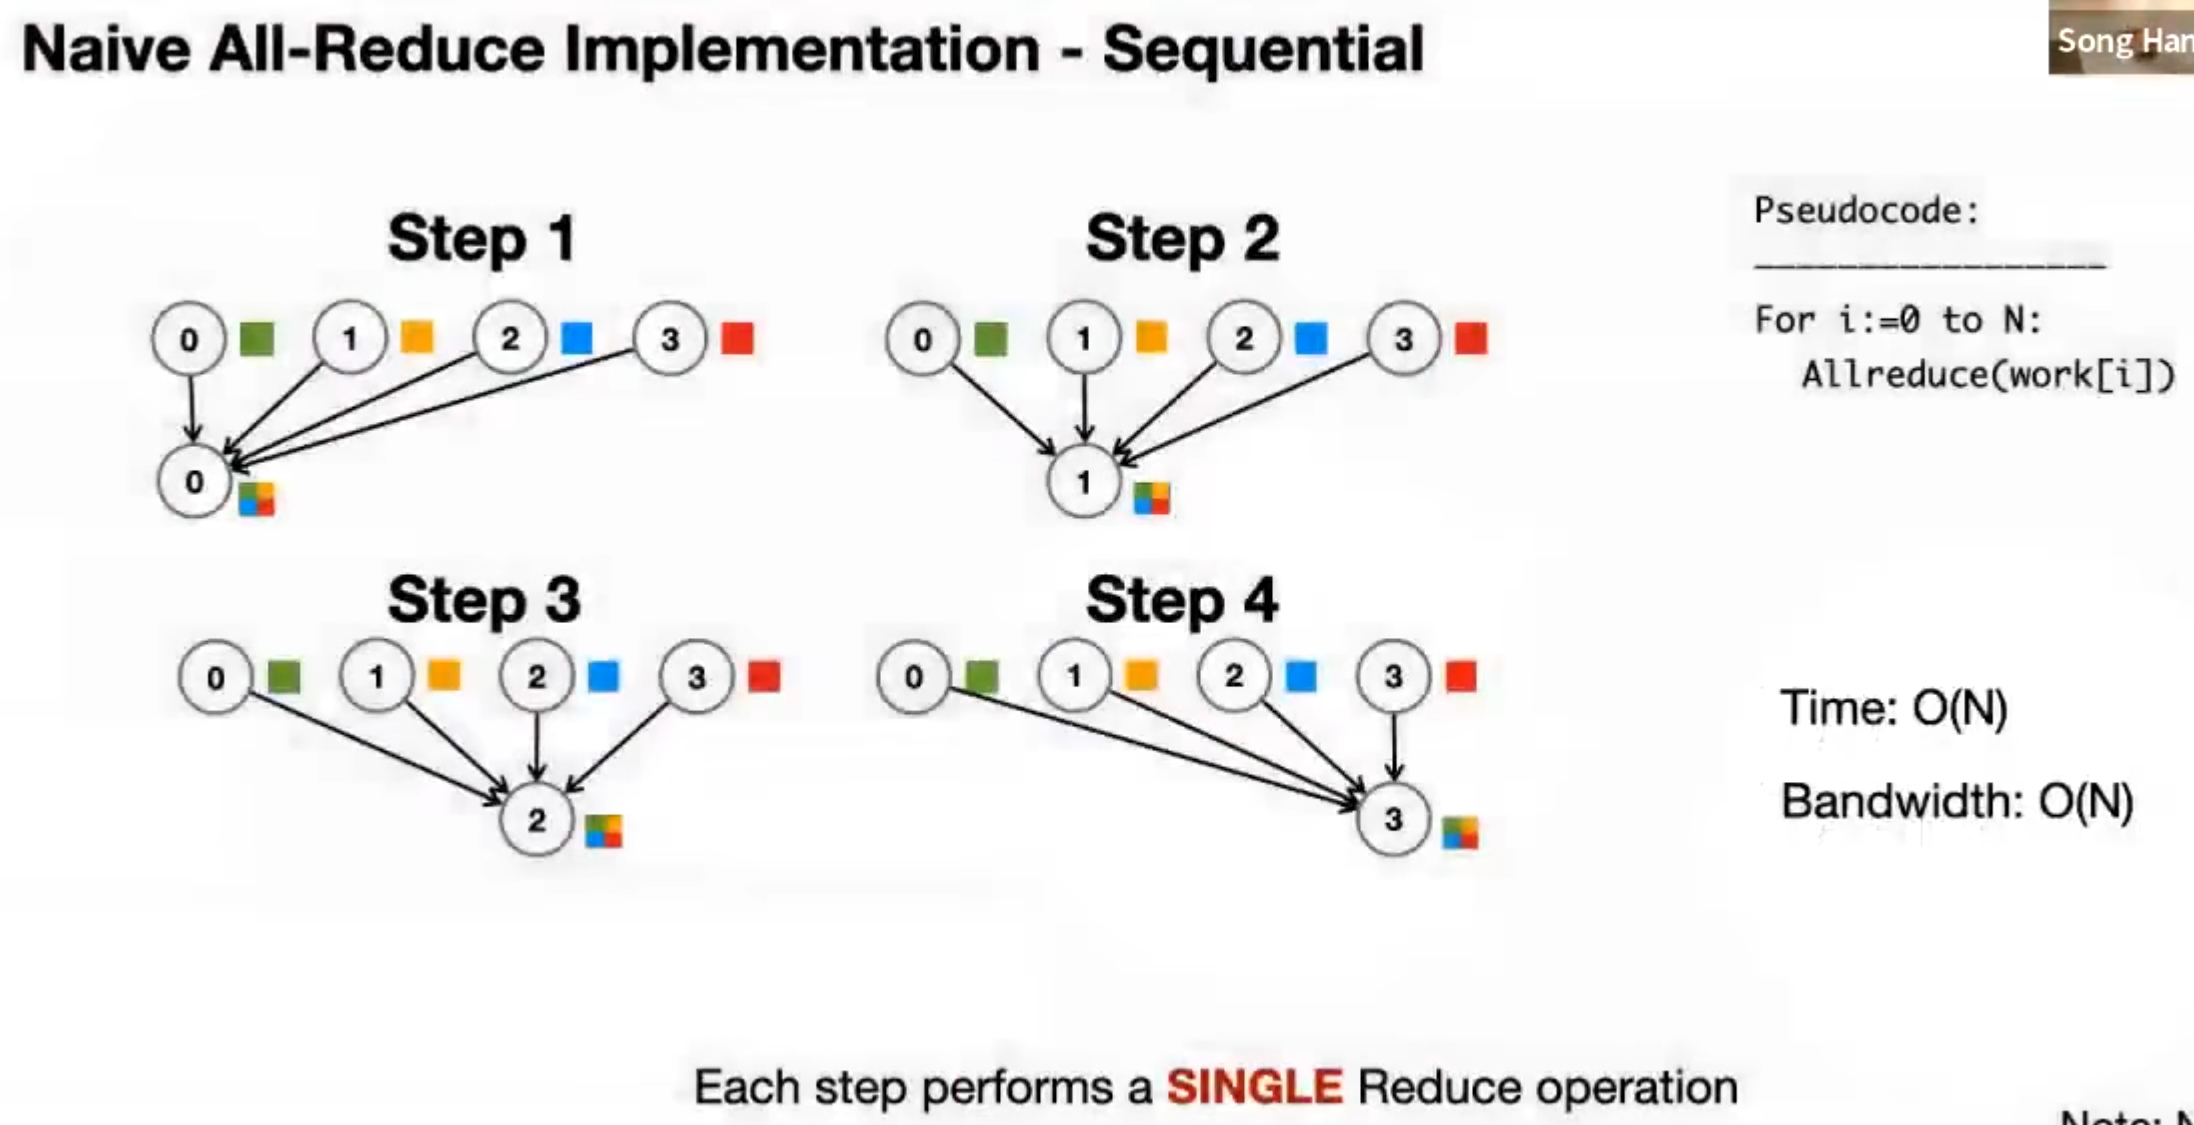 Naive All-Reduce Implementation - Sequential
Song Han
Step 1
0 1 2 3
0
Step 2
0 1 2 3
1
Step 3
0 1 2 3
2
Step 4
0 1 2 3
3
Pseudocode:
-----------------
For i:=0 to N:
Allreduce(work[i])
Time: O(N)
Bandwidth: O(N)
Each step performs a SINGLE Reduce operation